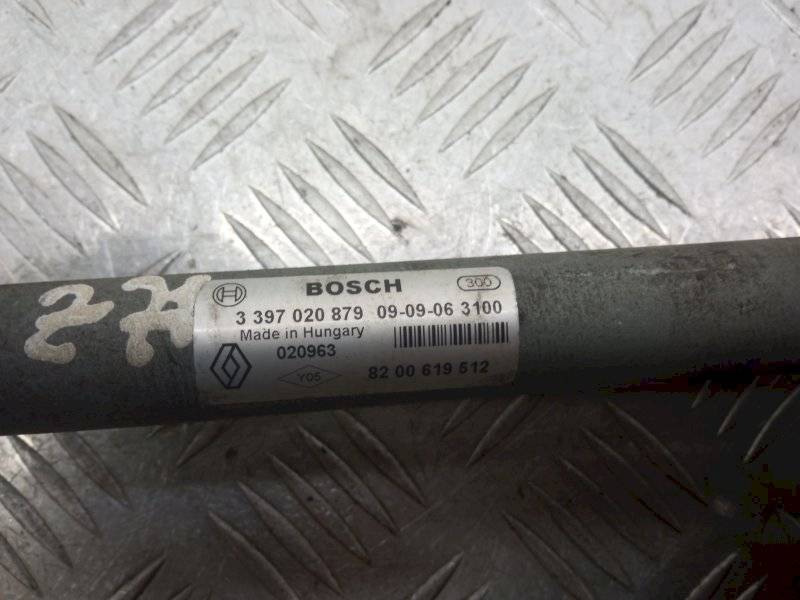 BOSCH 300
3 397 020 879 09-09-06 3100
Made in Hungary
020963
Y05 82 00 619 512